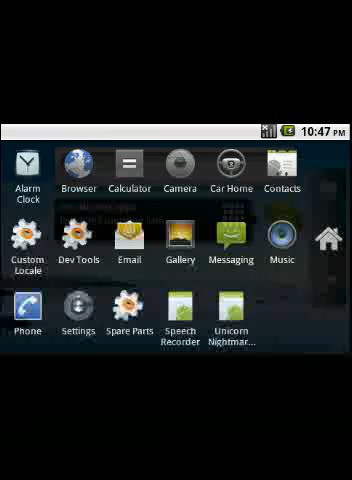 10:47 PM
Alarm Clock
Browser
Calculator
Camera
Car Home
Contacts
Custom Locale
Dev Tools
Email
Gallery
Messaging
Music
Phone
Settings
Spare Parts
Speech Recorder
Unicorn Nightmar...